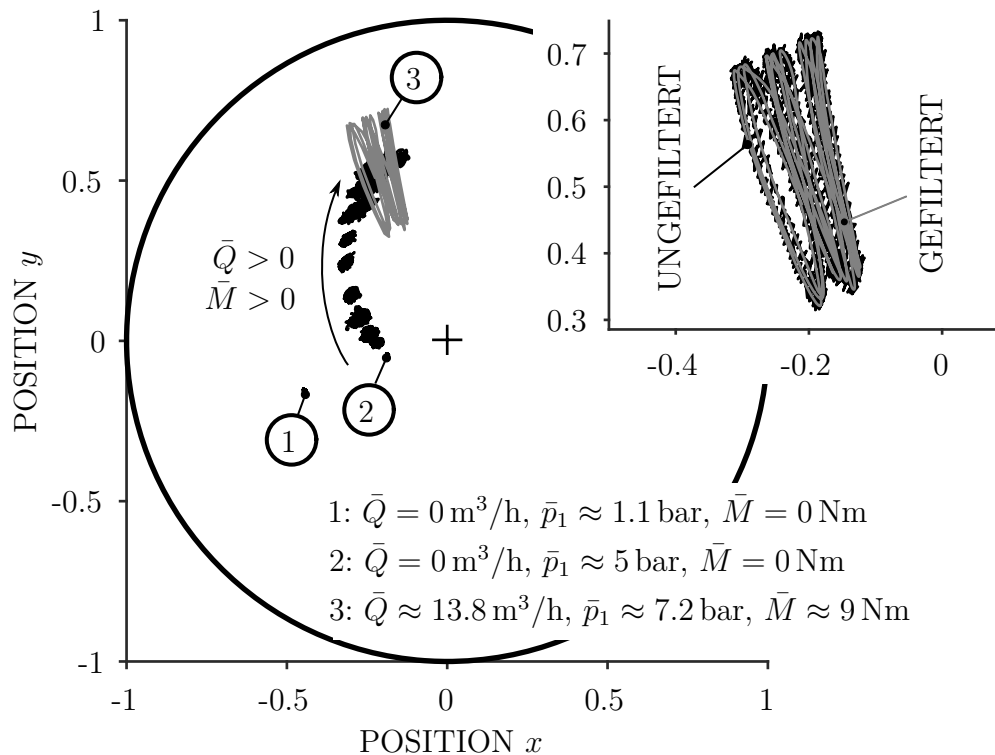 1
0.5
0
-0.5
-1
POSITION y
-1
-0.5
0
0.5
1
POSITION x
3
Q̄ > 0
M̄ > 0
2
1
0.7
0.6
0.5
0.4
0.3
-0.4
-0.2
0
UNGEFILTERT
GEFILTERT
1: Q̄ = 0 m³/h, p̄₁ ≈ 1.1 bar, M̄ = 0 Nm
2: Q̄ = 0 m³/h, p̄₁ ≈ 5 bar, M̄ = 0 Nm
3: Q̄ ≈ 13.8 m³/h, p̄₁ ≈ 7.2 bar, M̄ ≈ 9 Nm